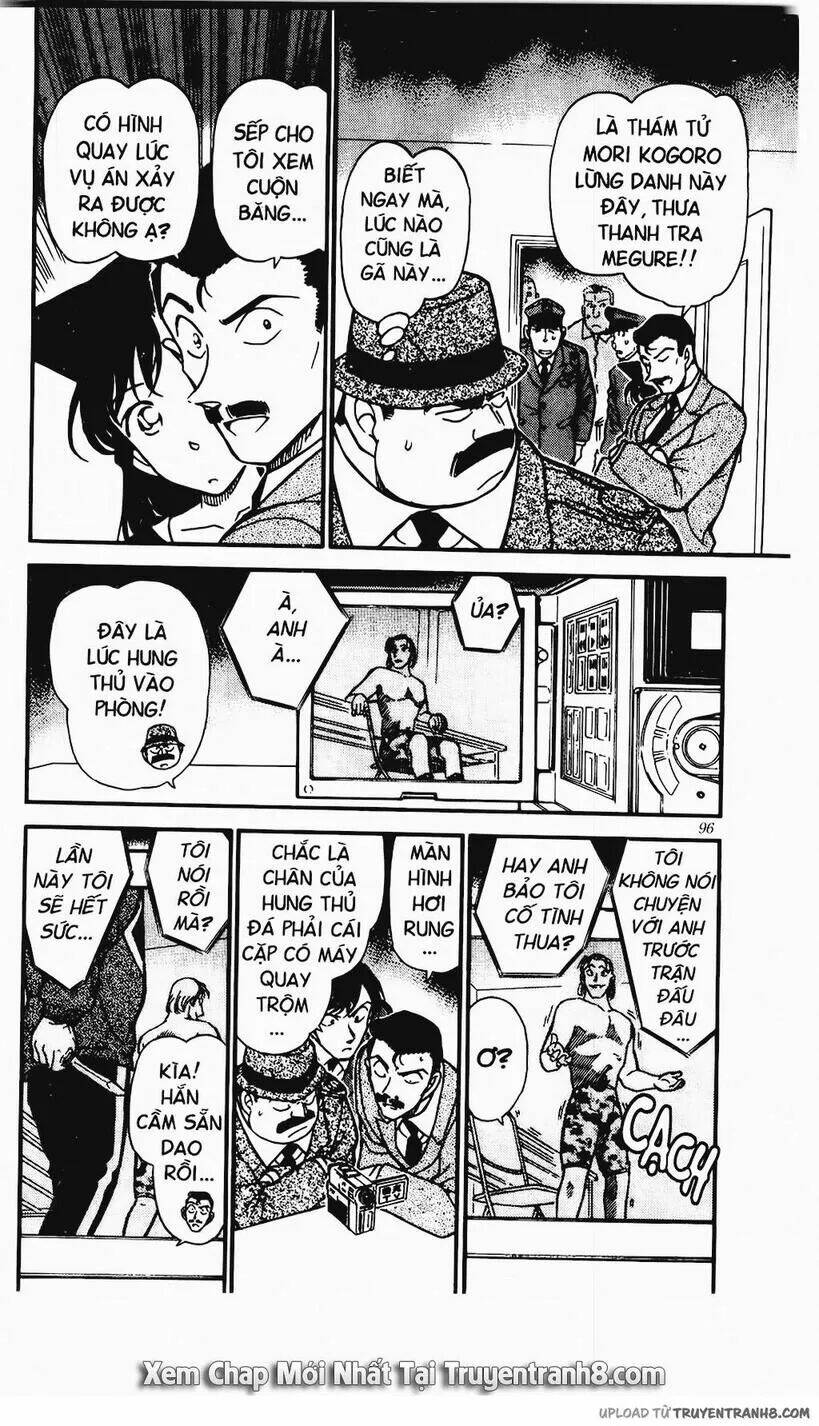 LÀ THÁM TỬ
MORI KOGORO
LỪNG DANH NÀY
ĐÂY, THƯA
THANH TRA
MEGURE!!
BIẾT
NGAY MÀ,
LÚC NÀO
CŨNG LÀ
GÃ NÀY...
SẾP CHO
TÔI XEM
CUỘN
BĂNG...
CÓ HÌNH
QUAY LÚC
VỤ ÁN XẢY
RA ĐƯỢC
KHÔNG Ạ?
ỦA?
À,
ANH
À...
ĐÂY LÀ
LÚC HUNG
THỦ VÀO
PHÒNG!
96
TÔI
KHÔNG NÓI
CHUYỆN
VỚI ANH
TRƯỚC
TRẬN
ĐẤU
ĐÂU
...
HAY ANH
BẢO TÔI
CỐ TÌNH
THUA?
Ơ?
CẠCH
MÀN
HÌNH
HƠI
RUNG
...
CHẮC LÀ
CHÂN CỦA
HUNG THỦ
ĐÁ PHẢI CÁI
CẶP CÓ MÁY
QUAY
TRỘM
...
TÔI
NÓI
RỒI
MÀ?
LẦN
NÀY TÔI
SẼ HẾT
SỨC...
KÌA!
HẮN
CẦM SẴN
DAO
RỒI...
Xem Chap Mới Nhất Tại Truyentranh8.com
UPLOAD TỪ TRUYENTRANH8.COM